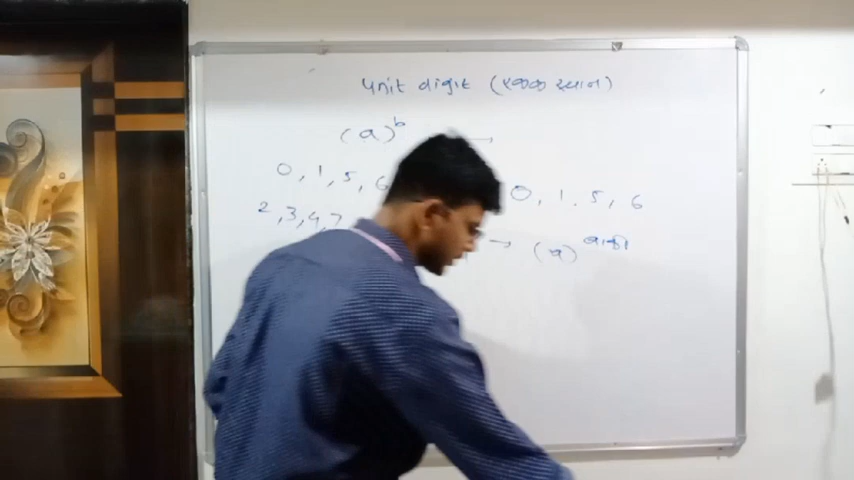 unit digit (એકમ સ્થાન)
(a)^b →
0, 1, 5, 6 0, 1, 5, 6
2, 3, 4, 7 → (a)^બાકી